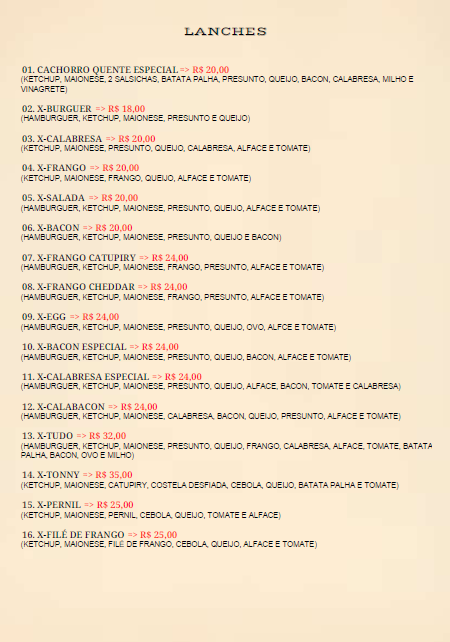 LANCHES
01. CACHORRO QUENTE ESPECIAL => R$ 20,00
(KETCHUP, MAIONESE, 2 SALSICHAS, BATATA PALHA, PRESUNTO, QUEIJO, BACON, CALABRESA, MILHO E
VINAGRETE)
02. X-BURGUER => R$ 18,00
(HAMBURGUER, KETCHUP, MAIONESE, PRESUNTO E QUEIJO)
03. X-CALABRESA => R$ 20,00
(KETCHUP, MAIONESE, PRESUNTO, QUEIJO, CALABRESA, ALFACE E TOMATE)
04. X-FRANGO => R$ 20,00
(KETCHUP, MAIONESE, FRANGO, QUEIJO, ALFACE E TOMATE)
05. X-SALADA => R$ 20,00
(HAMBURGUER, KETCHUP, MAIONESE, PRESUNTO, QUEIJO, ALFACE E TOMATE)
06. X-BACON => R$ 20,00
(HAMBURGUER, KETCHUP, MAIONESE, PRESUNTO, QUEIJO E BACON)
07. X-FRANGO CATUPIRY => R$ 24,00
(HAMBURGUER, KETCHUP, MAIONESE, FRANGO, PRESUNTO, ALFACE E TOMATE)
08. X-FRANGO CHEDDAR => R$ 24,00
(HAMBURGUER, KETCHUP, MAIONESE, FRANGO, PRESUNTO, ALFACE E TOMATE)
09. X-EGG => R$ 24,00
(HAMBURGUER, KETCHUP, MAIONESE, PRESUNTO, QUEIJO, OVO, ALFCE E TOMATE)
10. X-BACON ESPECIAL => R$ 24,00
(HAMBURGUER, KETCHUP, MAIONESE, PRESUNTO, QUEIJO, BACON, ALFACE E TOMATE)
11. X-CALABRESA ESPECIAL => R$ 24,00
(HAMBURGUER, KETCHUP, MAIONESE, PRESUNTO, QUEIJO, ALFACE, BACON, TOMATE E CALABRESA)
12. X-CALABACON => R$ 24,00
(HAMBURGUER, KETCHUP, MAIONESE, CALABRESA, BACON, QUEIJO, PRESUNTO, ALFACE E TOMATE)
13. X-TUDO => R$ 32,00
(HAMBURGUER, KETCHUP, MAIONESE, PRESUNTO, QUEIJO, FRANGO, CALABRESA, ALFACE, TOMATE, BATATA
PALHA, BACON, OVO E MILHO)
14. X-TONNY => R$ 35,00
(KETCHUP, MAIONESE, CATUPIRY, COSTELA DESFIADA, CEBOLA, QUEIJO, BATATA PALHA E TOMATE)
15. X-PERNIL => R$ 25,00
(KETCHUP, MAIONESE, PERNIL, CEBOLA, QUEIJO, TOMATE E ALFACE)
16. X-FILÉ DE FRANGO => R$ 25,00
(KETCHUP, MAIONESE, FILÉ DE FRANGO, CEBOLA, QUEIJO, ALFACE E TOMATE)